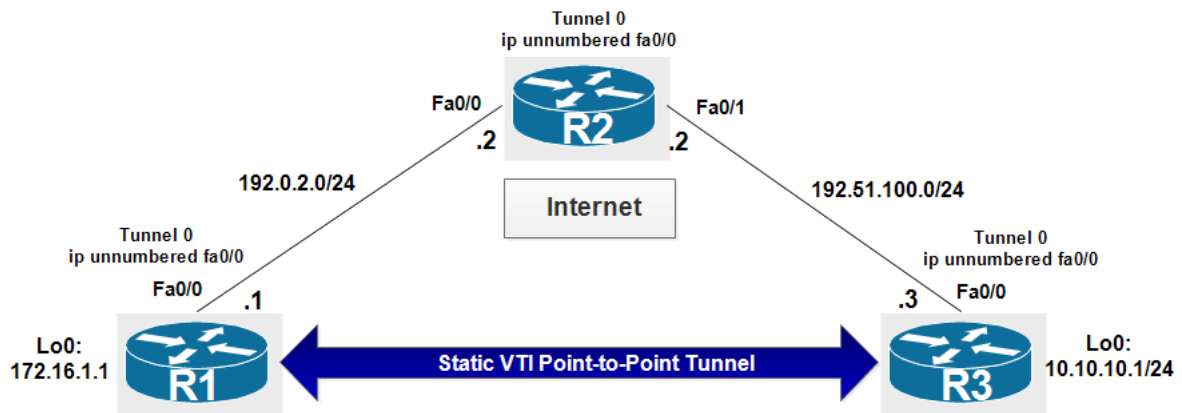 Tunnel 0
ip unnumbered fa0/0
Fa0/0
R2
Fa0/1
.2
.2
192.0.2.0/24
Internet
192.51.100.0/24
Tunnel 0
ip unnumbered fa0/0
Tunnel 0
ip unnumbered fa0/0
Fa0/0
.1
.3
Fa0/0
Lo0:
172.16.1.1
R1
Static VTI Point-to-Point Tunnel
R3
Lo0:
10.10.10.1/24